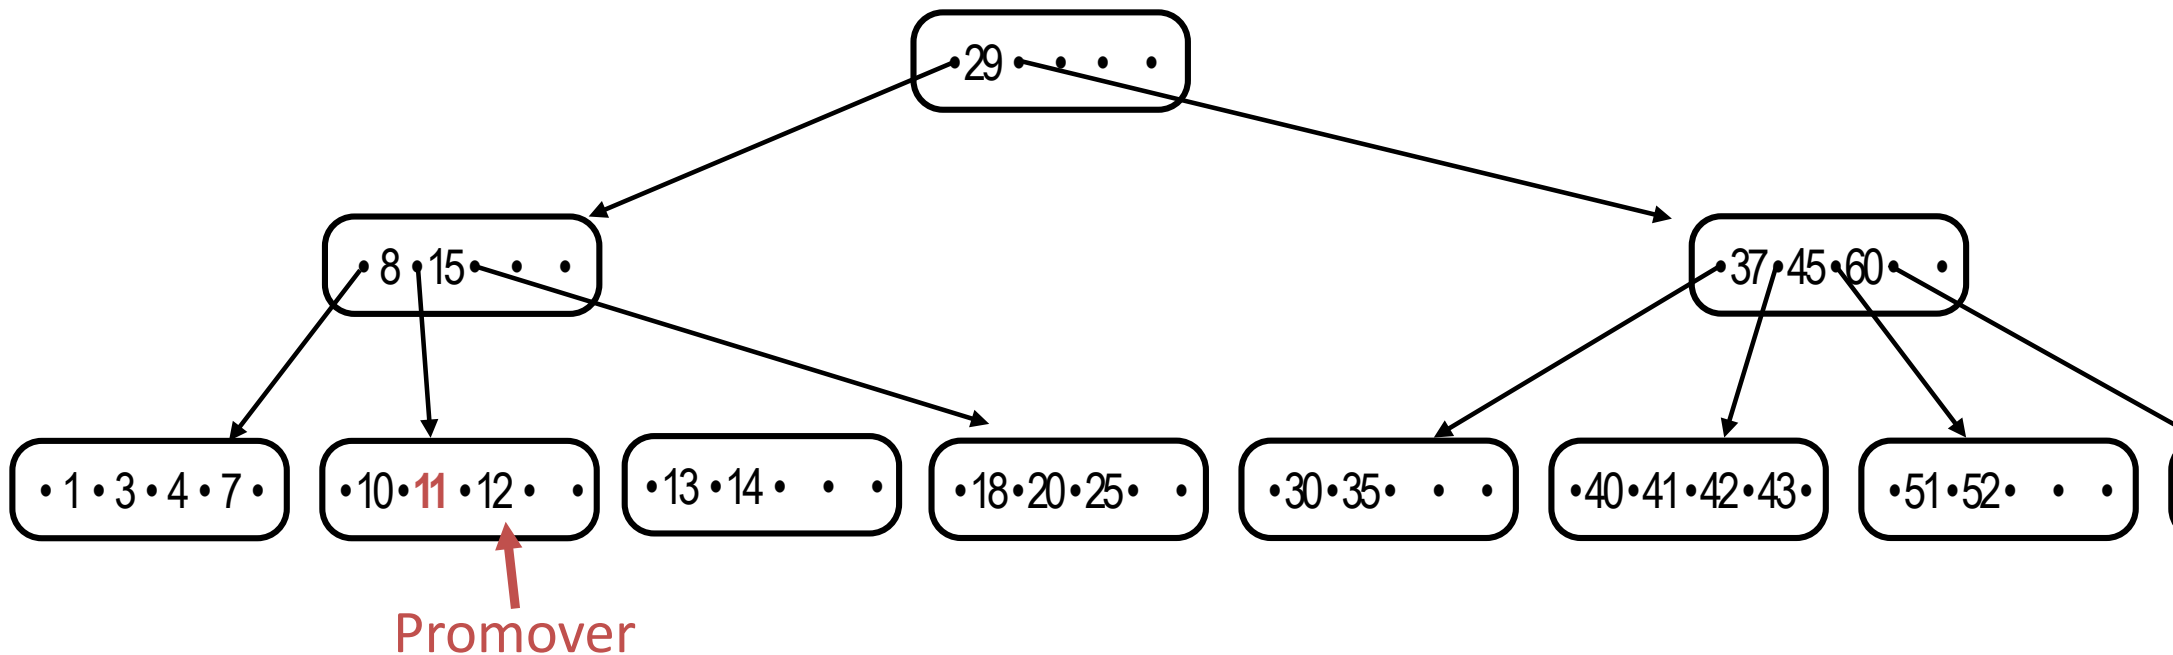 •29 • • • •
• 8 • 15 • • •
•37•45•60• •
• 1 • 3 • 4 • 7 •
•10•11 •12 • •
•13 •14 • • •
•18•20•25• •
•30•35• • •
•40•41•42•43•
•51•52• • •
Promover